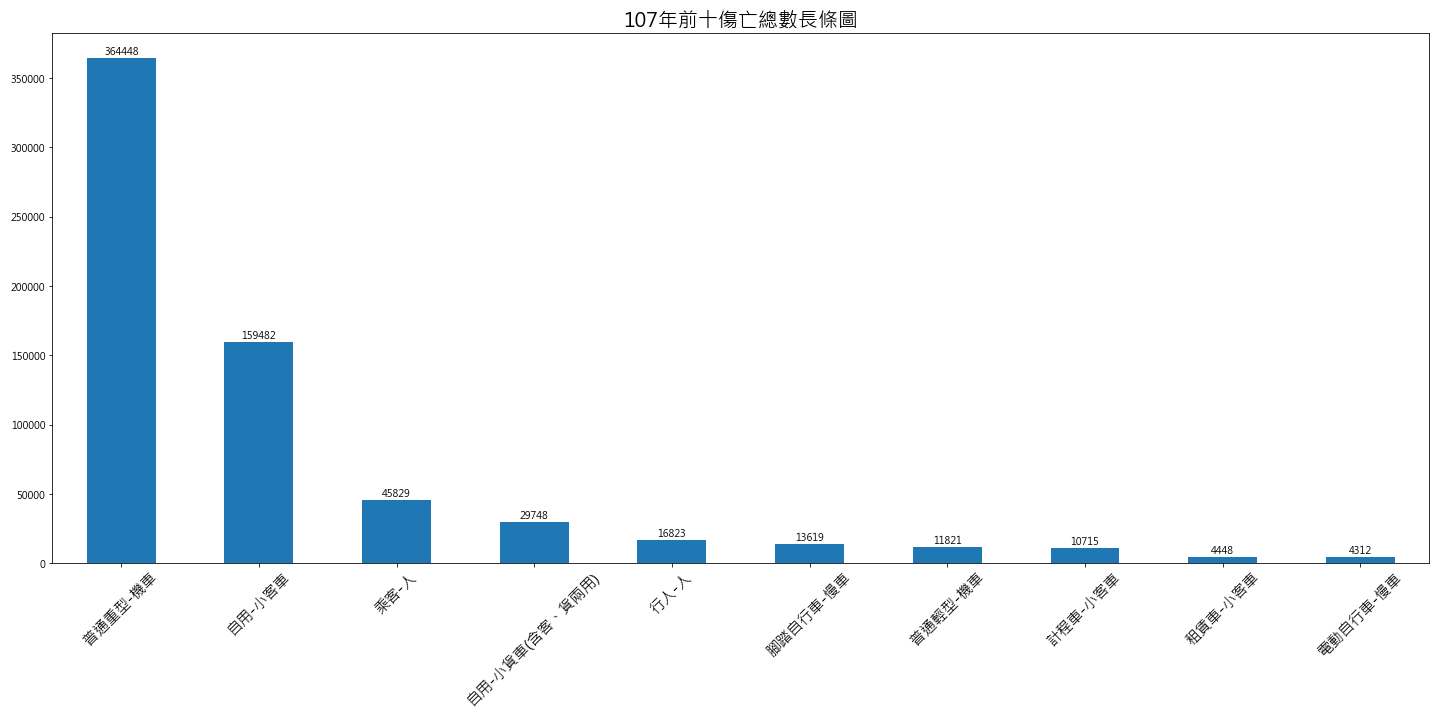 107年前十傷亡總數長條圖
350000
300000
250000
200000
150000
100000
50000
0
364448
159482
45829
29748
16823
13619
11821
10715
4448
4312
普通重型-機車
自用-小客車
乘客-人
自用-小貨車(含客、貨兩用)
行人-人
腳踏自行車-慢車
普通輕型-機車
計程車-小客車
租賃車-小客車
電動自行車-慢車